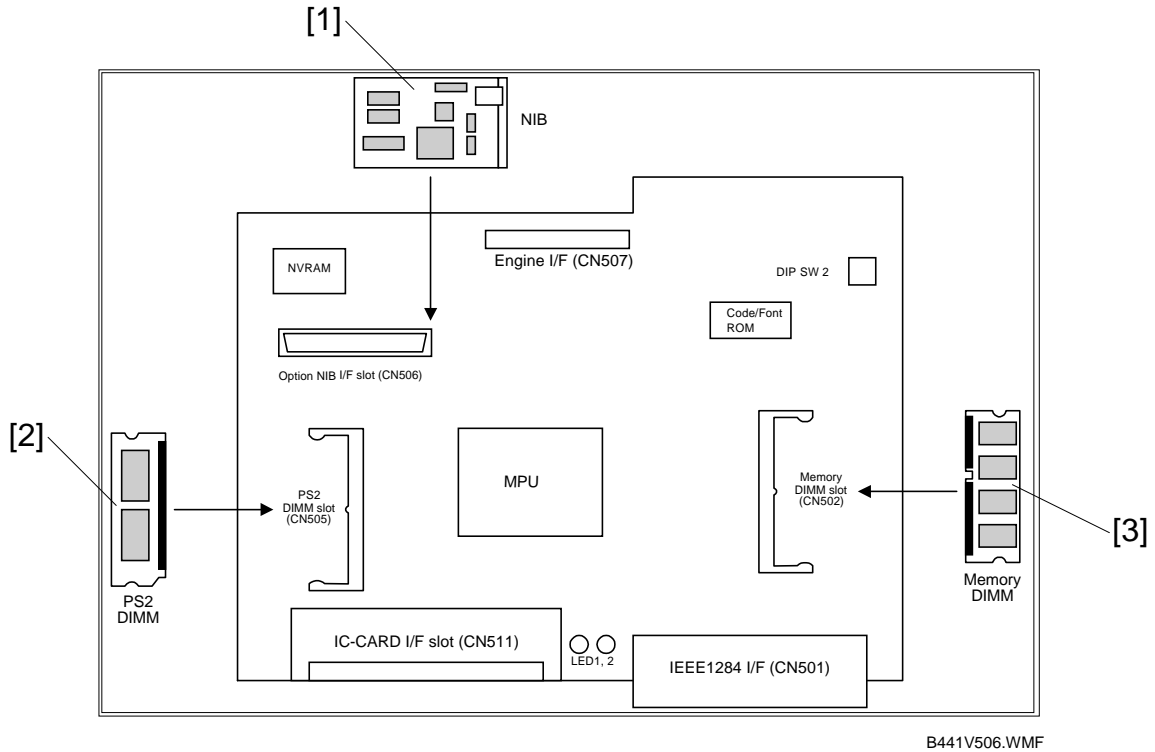 [1]
NIB
Engine I/F (CN507)
NVRAM
DIP SW 2
Code/Font
ROM
Option NIB I/F slot (CN506)
[2]
PS2
DIMM slot
(CN505)
MPU
Memory
DIMM slot
(CN502)
[3]
PS2
DIMM
Memory
DIMM
IC-CARD I/F slot (CN511)
LED1, 2
IEEE1284 I/F (CN501)
B441V506.WMF